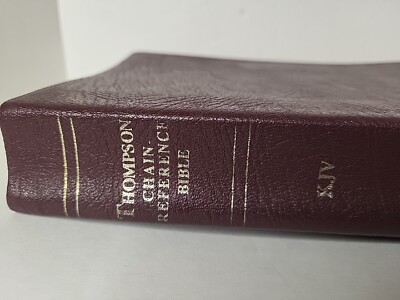 THOMPSON
CHAIN-
REFERENCE
BIBLE
KJV